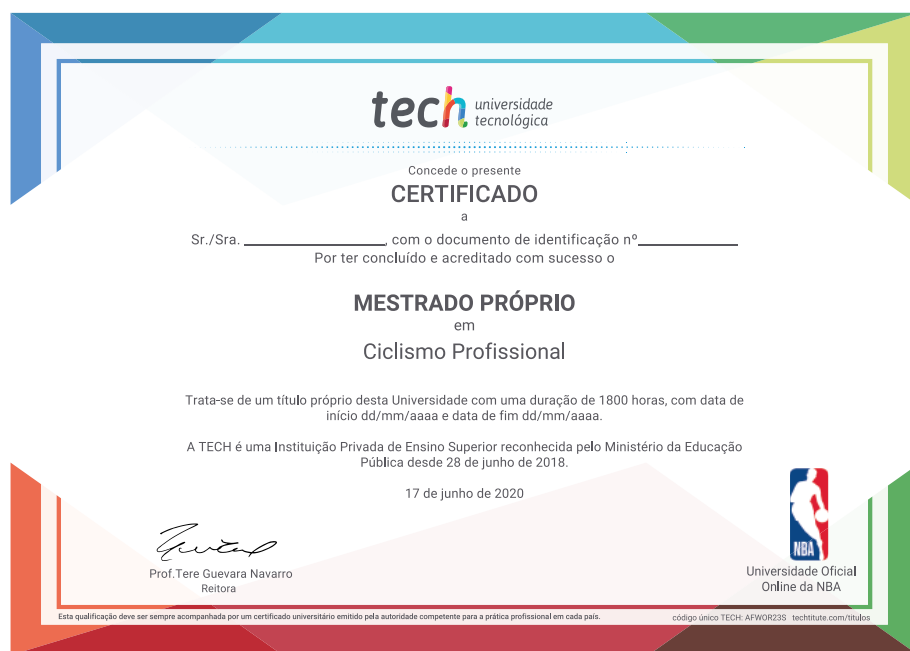 tech universidade
tecnológica
Concede o presente
CERTIFICADO
a
Sr./Sra. , com o documento de identificação nº
Por ter concluído e acreditado com sucesso o
MESTRADO PRÓPRIO
em
Ciclismo Profissional
Trata-se de um título próprio desta Universidade com uma duração de 1800 horas, com data de
início dd/mm/aaaa e data de fim dd/mm/aaaa.
A TECH é uma Instituição Privada de Ensino Superior reconhecida pelo Ministério da Educação
Pública desde 28 de junho de 2018.
17 de junho de 2020
Prof.Tere Guevara Navarro
Reitora
NBA
Universidade Oficial
Online da NBA
Esta qualificação deve ser sempre acompanhada por um certificado universitário emitido pela autoridade competente para a prática profissional em cada país.
código único TECH: AFWOR23S techtitute.com/titulos